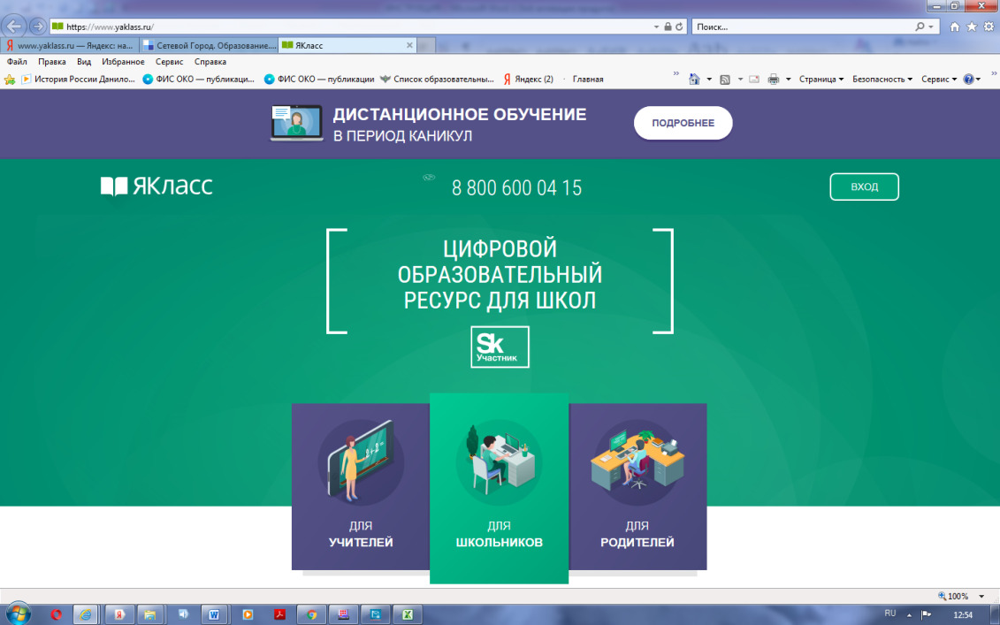 https://www.yaklass.ru/
Поиск...
www.yaklass.ru — Яндекс: на...
Сетевой Город. Образование....
ЯКласс
Файл Правка Вид Избранное Сервис Справка
История России Данило...
ФИС ОКО — публикаци...
ФИС ОКО — публикации
Список образовательны...
Яндекс (2)
Главная
Страница
Безопасность
Сервис
ДИСТАНЦИОННОЕ ОБУЧЕНИЕ
В ПЕРИОД КАНИКУЛ
ПОДРОБНЕЕ
ЯКласс
8 800 600 04 15
ВХОД
ЦИФРОВОЙ
ОБРАЗОВАТЕЛЬНЫЙ
РЕСУРС ДЛЯ ШКОЛ
Sk
Участник
2+2=
ДЛЯ
УЧИТЕЛЕЙ
ДЛЯ
ШКОЛЬНИКОВ
ДЛЯ
РОДИТЕЛЕЙ
100%
RU
12:54